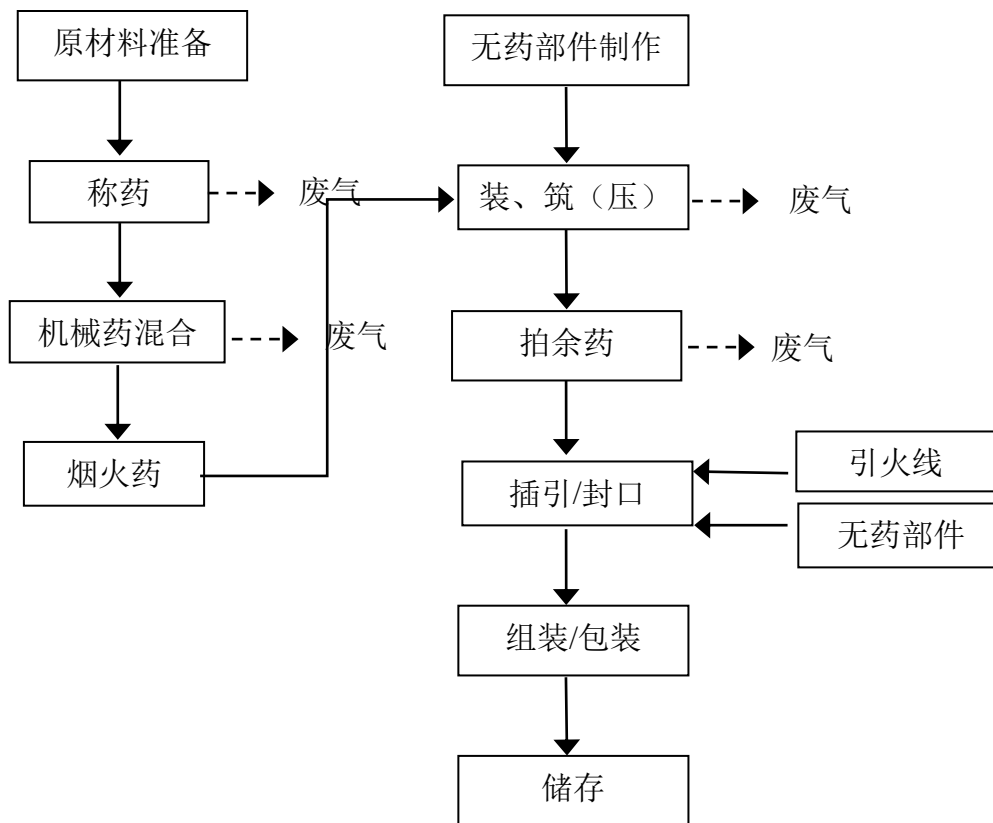 原材料准备
无药部件制作
称药
废气
装、筑（压）
废气
机械药混合
废气
拍余药
废气
烟火药
插引/封口
引火线
无药部件
组装/包装
储存